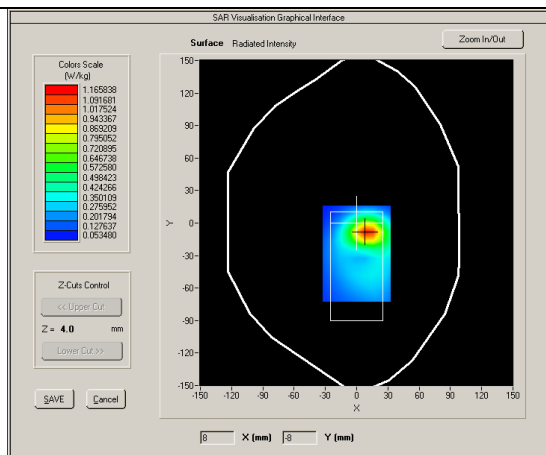 SAR Visualisation Graphical Interface
Surface Radiated Intensity
Zoom In/Out
Colors Scale
(W/kg)
1.165838
1.091681
1.017524
0.943367
0.869209
0.795052
0.720895
0.646738
0.572580
0.498423
0.424266
0.350109
0.275952
0.201794
0.127637
0.053480
Z-Cuts Control
<< Upper Cut
Z = 4.0 mm
Lower Cut >>
SAVE Cancel
150
120
90
60
30
0
-30
-60
-90
-120
-150
Y
-150 -120 -90 -60 -30 0 30 60 90 120 150
X
8 X (mm) -8 Y (mm)